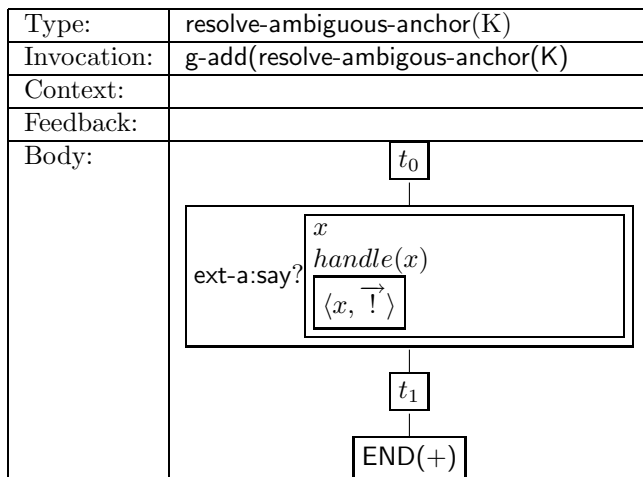 Type: resolve-ambiguous-anchor(K)
Invocation: g-add(resolve-ambigous-anchor(K)
Context:
Feedback:
Body:
t₀
x
handle(x)
ext-a:say?
⟨x, →! ⟩
t₁
END(+)